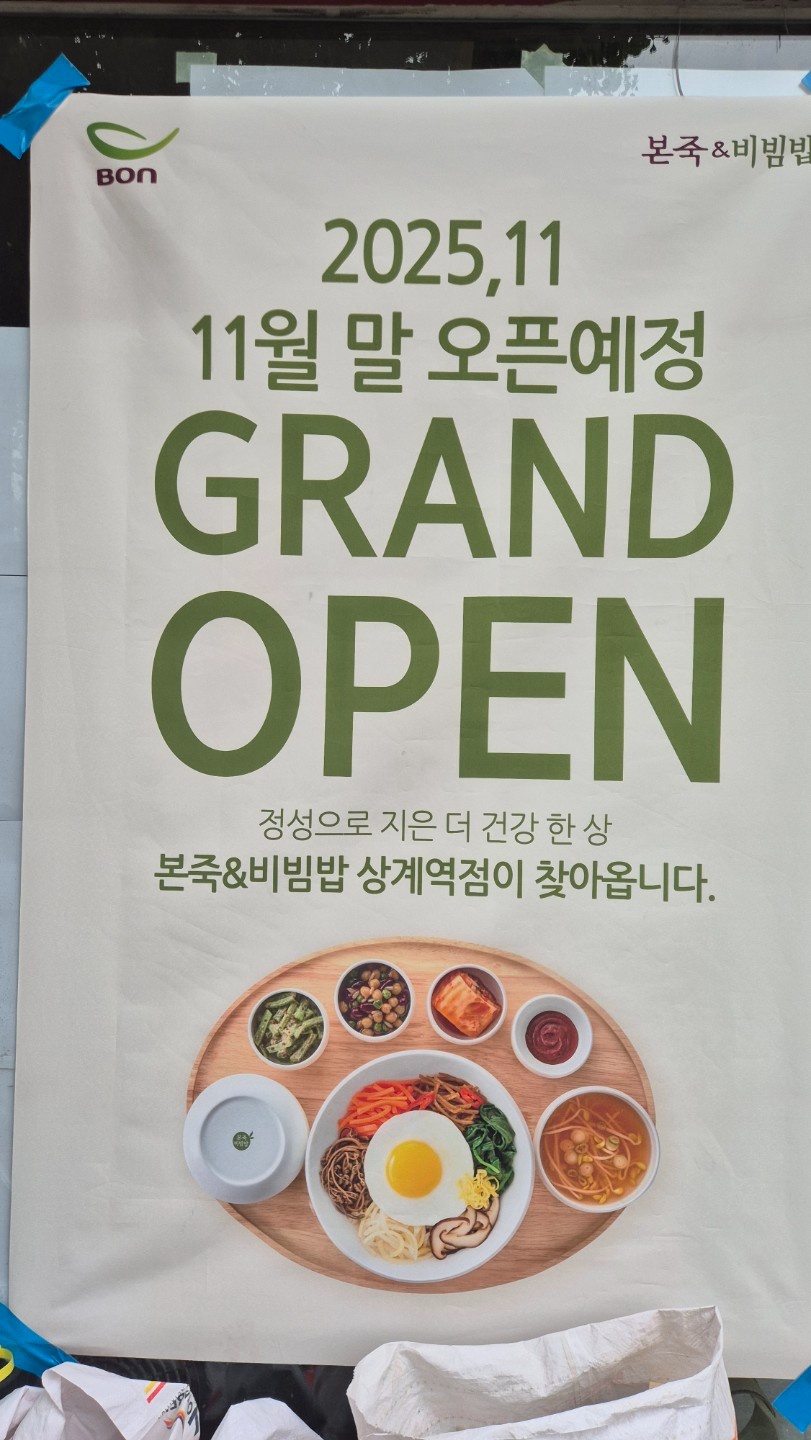 BON
본죽&비빔밥
2025,11
11월 말 오픈예정
GRAND
OPEN
정성으로 지은 더 건강 한 상
본죽&비빔밥 상계역점이 찾아옵니다.